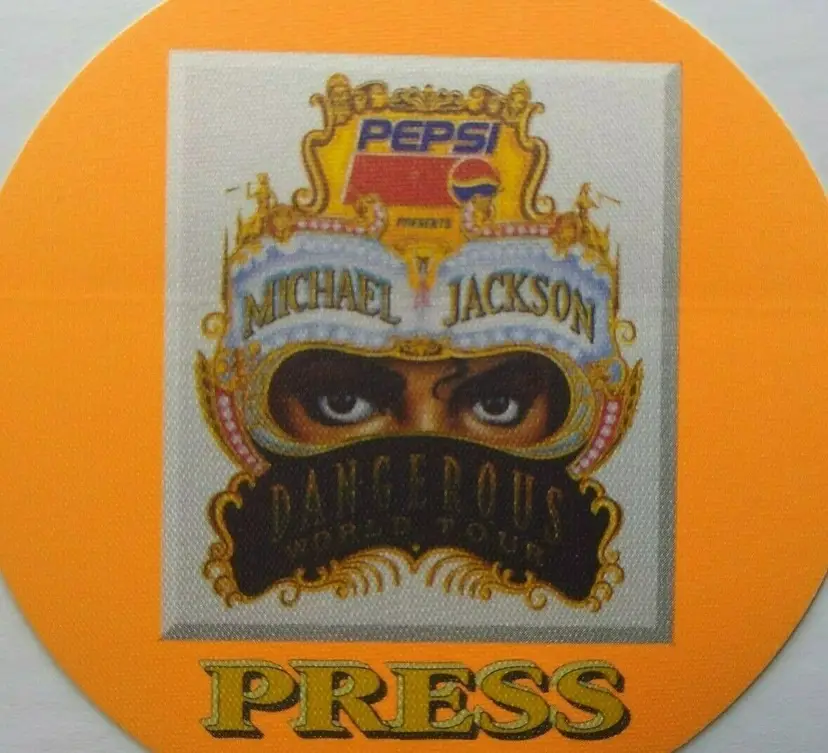 PEPSI
PRESENTS
MICHAEL JACKSON
DANGEROUS
WORLD TOUR
PRESS